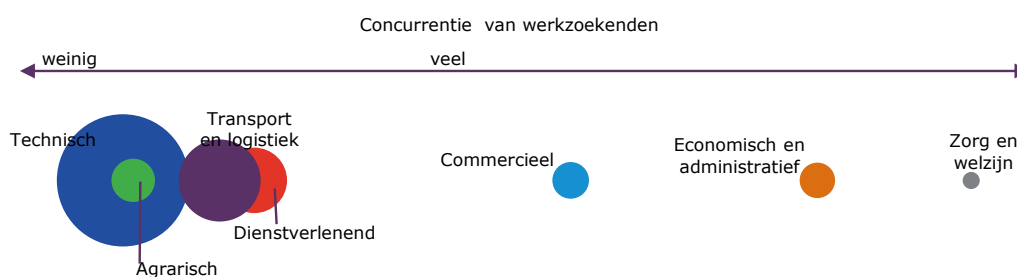 Concurrentie van werkzoekenden
weinig
veel
Technisch
Transport
en logistiek
Commercieel
Economisch en
administratief
Zorg en
welzijn
Dienstverlenend
Agrarisch